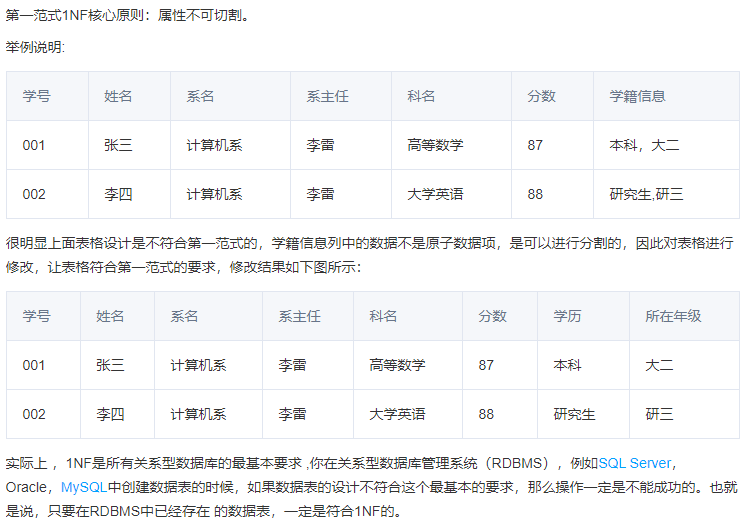 第一范式1NF核心原则：属性不可切割。
举例说明:
学号 姓名 系名 系主任 科名 分数 学籍信息
001 张三 计算机系 李雷 高等数学 87 本科，大二
002 李四 计算机系 李雷 大学英语 88 研究生,研三
很明显上面表格设计是不符合第一范式的，学籍信息列中的数据不是原子数据项，是可以进行分割的，因此对表格进行
修改，让表格符合第一范式的要求，修改结果如下图所示：
学号 姓名 系名 系主任 科名 分数 学历 所在年级
001 张三 计算机系 李雷 高等数学 87 本科 大二
002 李四 计算机系 李雷 大学英语 88 研究生 研三
实际上 ，1NF是所有关系型数据库的最基本要求 ,你在关系型数据库管理系统（RDBMS），例如SQL Server，
Oracle，MySQL中创建数据表的时候，如果数据表的设计不符合这个最基本的要求，那么操作一定是不能成功的。也就
是说，只要在RDBMS中已经存在 的数据表，一定是符合1NF的。